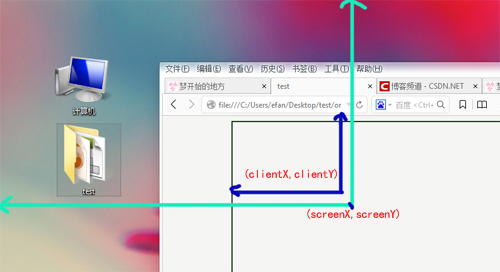 文件(F) 编辑(E) 查看(V) 历史(S) 书签(B) 工具(T) 帮助(H)
梦开始的地方 test 博客频道 - CSDN.NET 梦
file:///C:/Users/efan/Desktop/test/or 百度 <Ctrl+
计算机
test
(clientX, clientY)
(screenX, screenY)